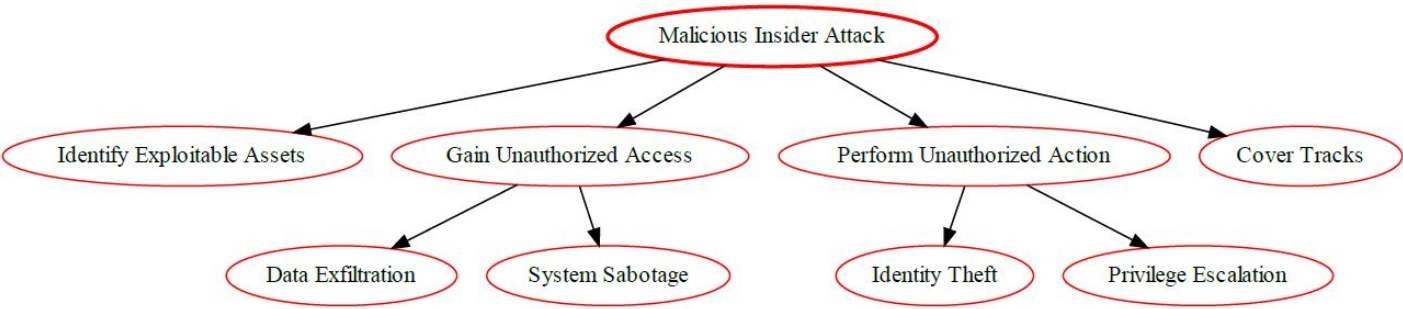 Malicious Insider Attack
Identify Exploitable Assets
Gain Unauthorized Access
Perform Unauthorized Action
Cover Tracks
Data Exfiltration
System Sabotage
Identity Theft
Privilege Escalation